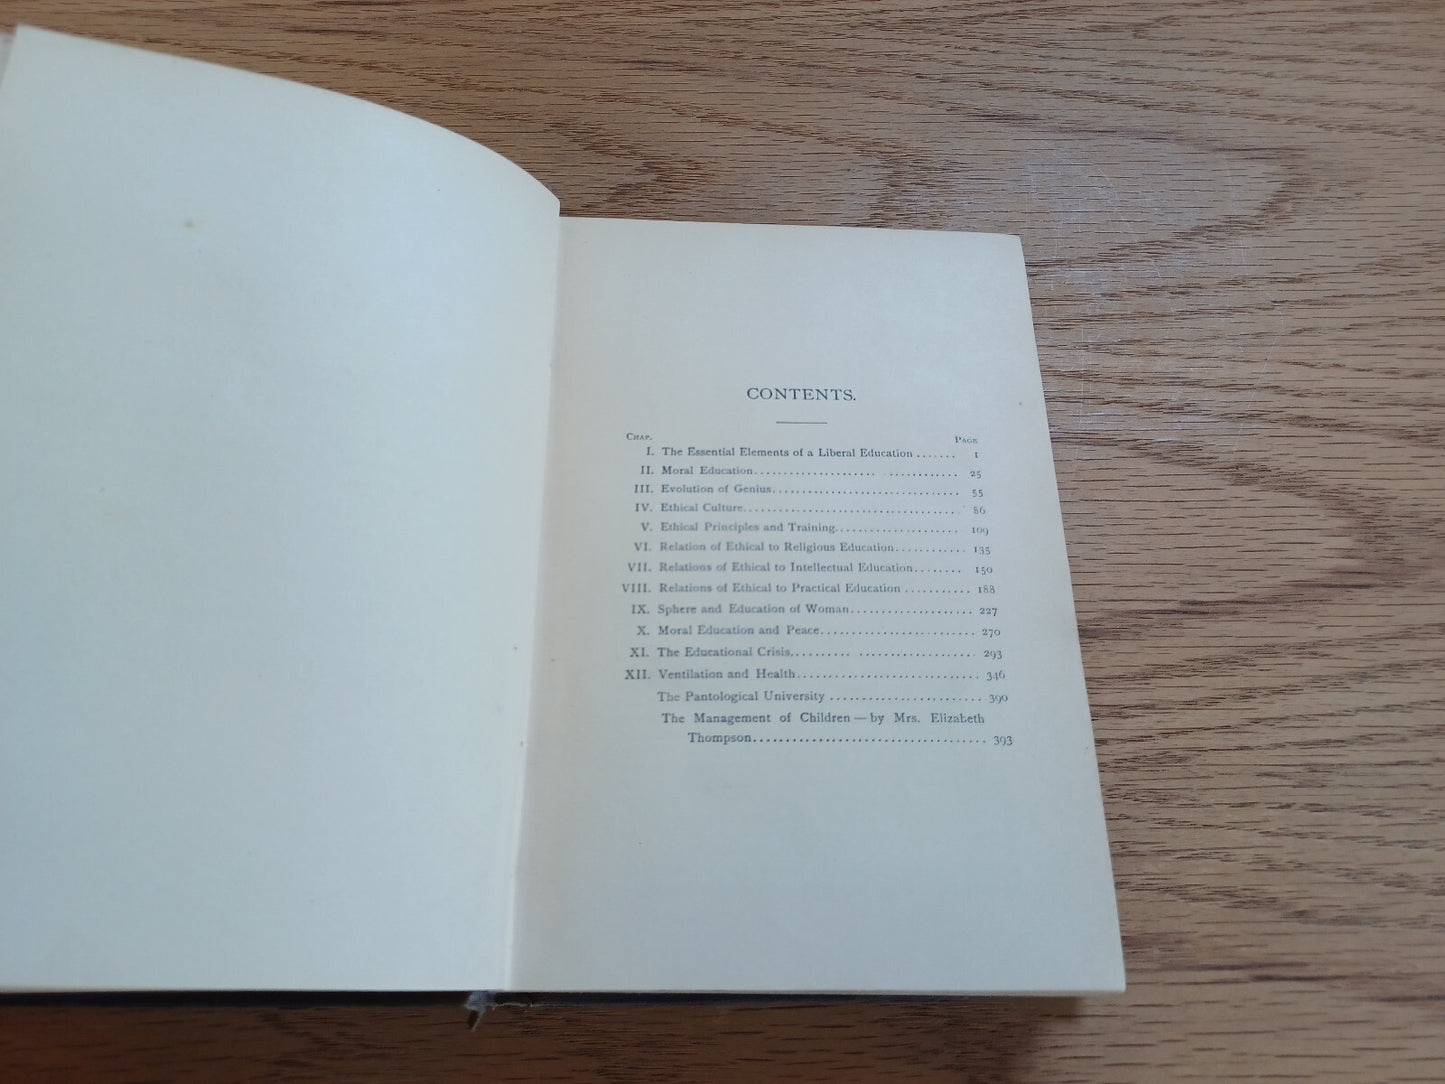 CONTENTS.
CHAP. PAGE
I. The Essential Elements of a Liberal Education ....... 1
II. Moral Education.................................. 25
III. Evolution of Genius............................... 55
IV. Ethical Culture.................................... 86
V. Ethical Principles and Training..................... 109
VI. Relation of Ethical to Religious Education............ 135
VII. Relations of Ethical to Intellectual Education........ 150
VIII. Relations of Ethical to Practical Education ........... 188
IX. Sphere and Education of Woman.................... 227
X. Moral Education and Peace......................... 270
XI. The Educational Crisis............................. 293
XII. Ventilation and Health............................. 346
The Pantological University ........................ 390
The Management of Children — by Mrs. Elizabeth
Thompson.................................... 393